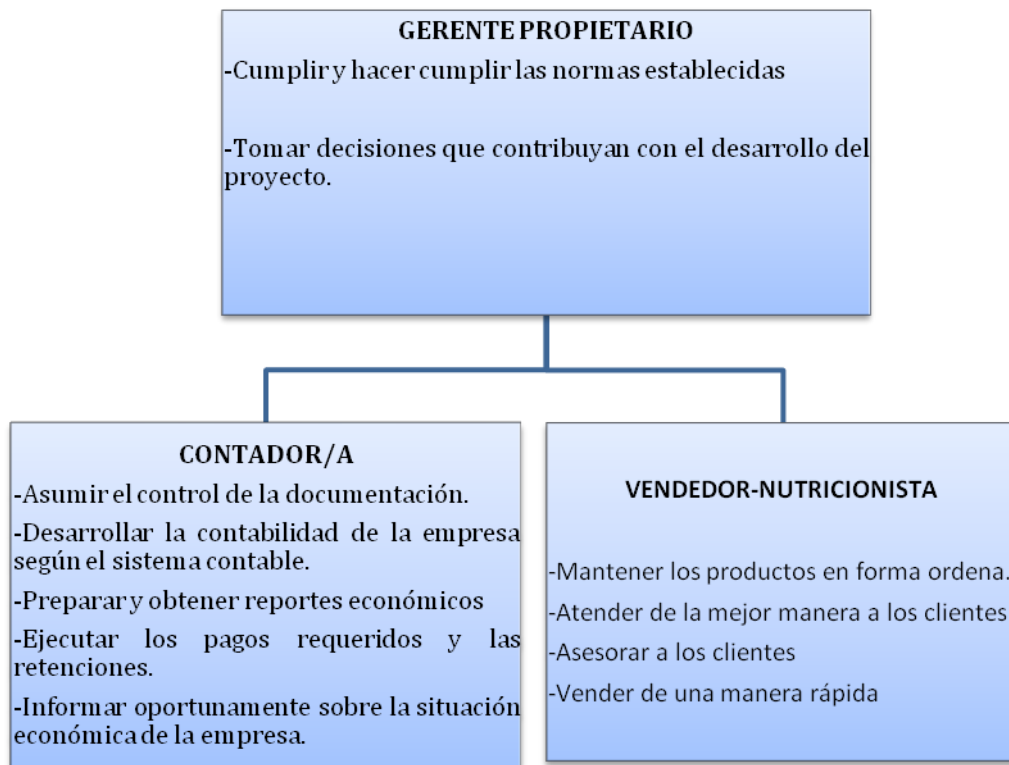 GERENTE PROPIETARIO
-Cumplir y hacer cumplir las normas establecidas
-Tomar decisiones que contribuyan con el desarrollo del
proyecto.
CONTADOR/A
-Asumir el control de la documentación.
-Desarrollar la contabilidad de la empresa
según el sistema contable.
-Preparar y obtener reportes económicos
-Ejecutar los pagos requeridos y las
retenciones.
-Informar oportunamente sobre la situación
económica de la empresa.
VENDEDOR-NUTRICIONISTA
-Mantener los productos en forma ordena.
-Atender de la mejor manera a los clientes
-Asesorar a los clientes
-Vender de una manera rápida